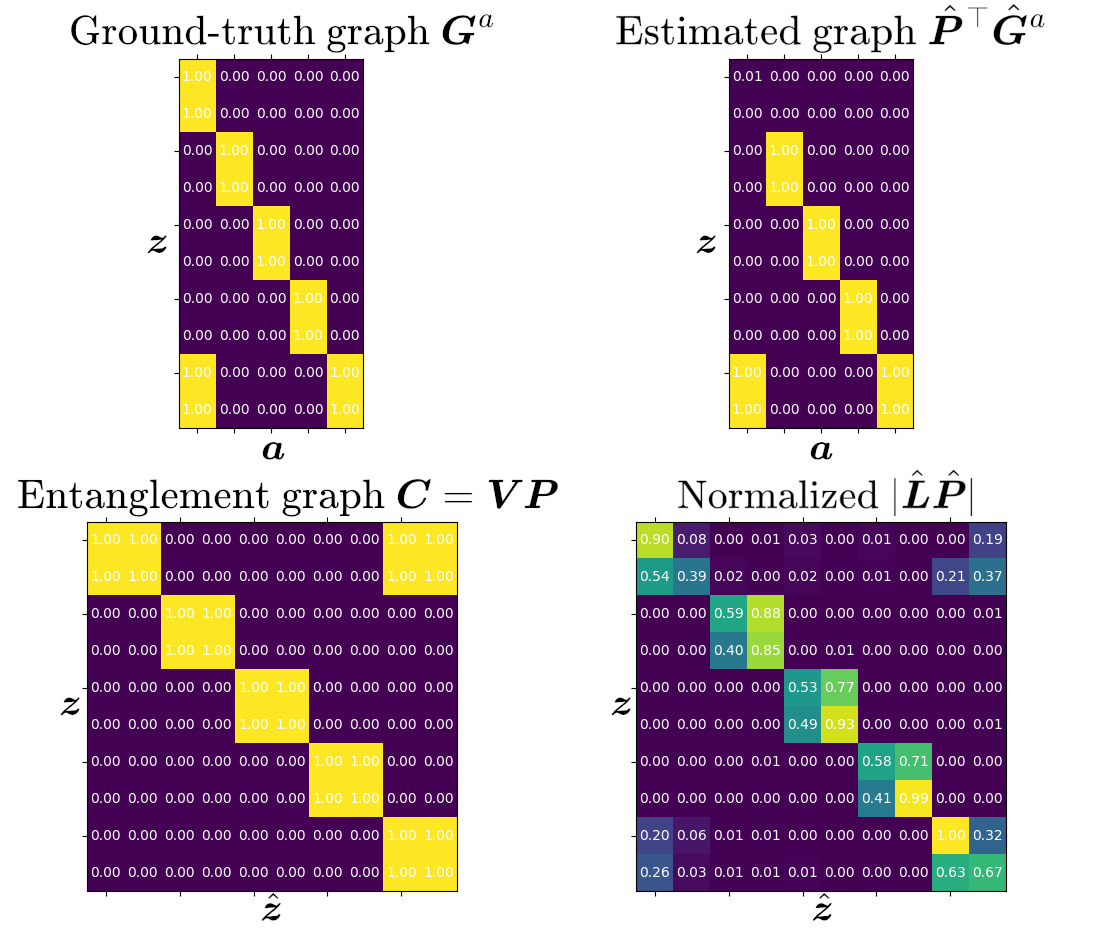 Ground-truth graph G^a
1.00 0.00 0.00 0.00 0.00
1.00 0.00 0.00 0.00 0.00
0.00 1.00 0.00 0.00 0.00
0.00 1.00 0.00 0.00 0.00
0.00 0.00 1.00 0.00 0.00
0.00 0.00 1.00 0.00 0.00
0.00 0.00 0.00 1.00 0.00
0.00 0.00 0.00 1.00 0.00
1.00 0.00 0.00 0.00 1.00
1.00 0.00 0.00 0.00 1.00
z
a
Estimated graph P̂^⊤Ĝ^a
0.01 0.00 0.00 0.00 0.00
0.00 0.00 0.00 0.00 0.00
0.00 1.00 0.00 0.00 0.00
0.00 1.00 0.00 0.00 0.00
0.00 0.00 1.00 0.00 0.00
0.00 0.00 1.00 0.00 0.00
0.00 0.00 0.00 1.00 0.00
0.00 0.00 0.00 1.00 0.00
1.00 0.00 0.00 0.00 1.00
1.00 0.00 0.00 0.00 1.00
z
a
Entanglement graph C = VP
1.00 1.00 0.00 0.00 0.00 0.00 0.00 0.00 1.00 1.00
1.00 1.00 0.00 0.00 0.00 0.00 0.00 0.00 1.00 1.00
0.00 0.00 1.00 1.00 0.00 0.00 0.00 0.00 0.00 0.00
0.00 0.00 1.00 1.00 0.00 0.00 0.00 0.00 0.00 0.00
0.00 0.00 0.00 0.00 1.00 1.00 0.00 0.00 0.00 0.00
0.00 0.00 0.00 0.00 1.00 1.00 0.00 0.00 0.00 0.00
0.00 0.00 0.00 0.00 0.00 0.00 1.00 1.00 0.00 0.00
0.00 0.00 0.00 0.00 0.00 0.00 1.00 1.00 0.00 0.00
0.00 0.00 0.00 0.00 0.00 0.00 0.00 0.00 1.00 1.00
0.00 0.00 0.00 0.00 0.00 0.00 0.00 0.00 1.00 1.00
z
ẑ
Normalized |L̂P̂|
0.90 0.08 0.00 0.01 0.03 0.00 0.01 0.00 0.00 0.19
0.54 0.39 0.02 0.00 0.02 0.00 0.01 0.00 0.21 0.37
0.00 0.00 0.59 0.88 0.00 0.00 0.00 0.00 0.00 0.01
0.00 0.00 0.40 0.85 0.00 0.01 0.00 0.00 0.00 0.00
0.00 0.00 0.00 0.00 0.53 0.77 0.00 0.00 0.00 0.00
0.00 0.00 0.00 0.00 0.49 0.93 0.00 0.00 0.00 0.01
0.00 0.00 0.00 0.01 0.00 0.00 0.58 0.71 0.00 0.00
0.00 0.00 0.00 0.00 0.00 0.00 0.41 0.99 0.00 0.00
0.20 0.06 0.01 0.01 0.00 0.00 0.00 0.00 1.00 0.32
0.26 0.03 0.01 0.01 0.01 0.00 0.00 0.00 0.63 0.67
z
ẑ